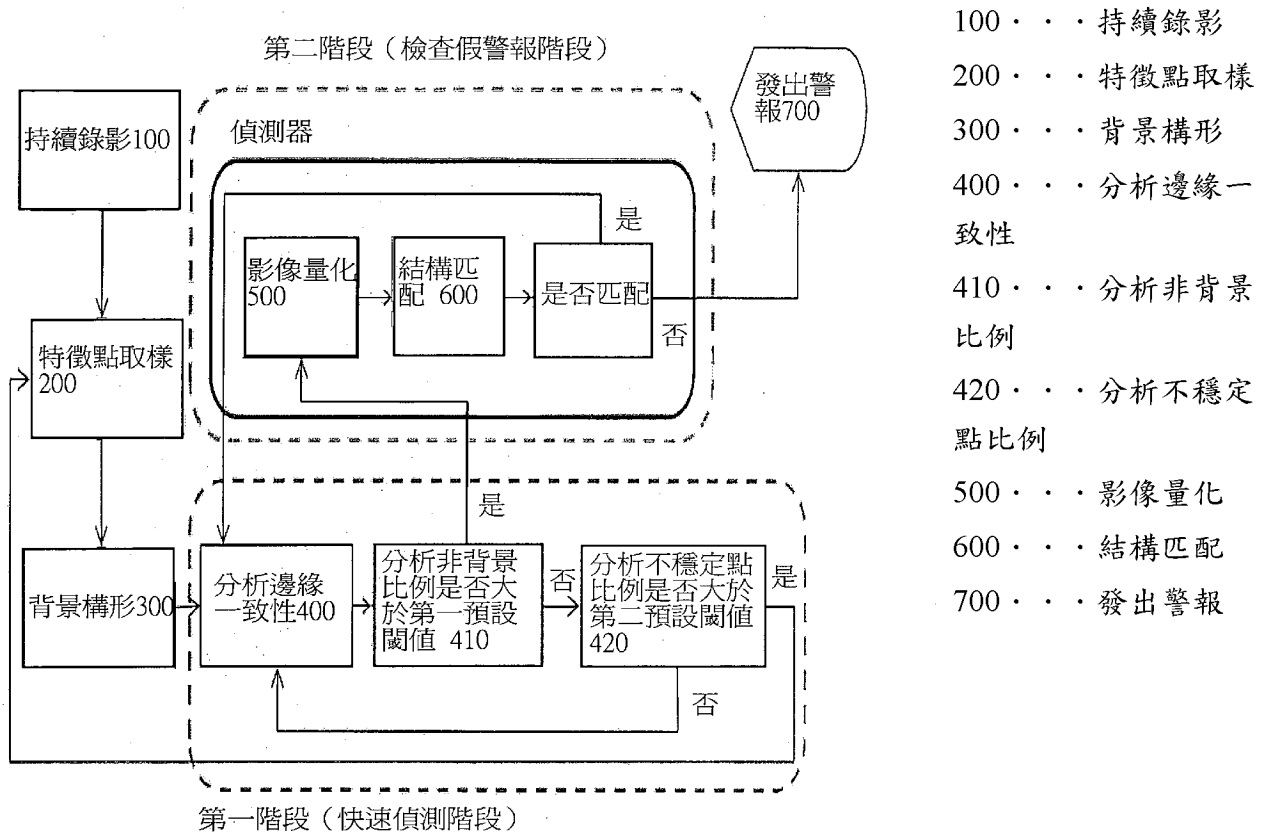 第二階段（檢查假警報階段）
持續錄影100
偵測器
發出警
報700
是
影像量化
500
結構匹
配 600
是否匹配
否
特徵點取樣
200
是
背景構形300
分析邊緣
一致性400
分析非背景
比例是否大
於第一預設
閾值 410
否
分析不穩定點
比例是否大於
第二預設閾值
420
是
否
第一階段（快速偵測階段）
100・・・持續錄影
200・・・特徵點取樣
300・・・背景構形
400・・・分析邊緣一
致性
410・・・分析非背景
比例
420・・・分析不穩定
點比例
500・・・影像量化
600・・・結構匹配
700・・・發出警報